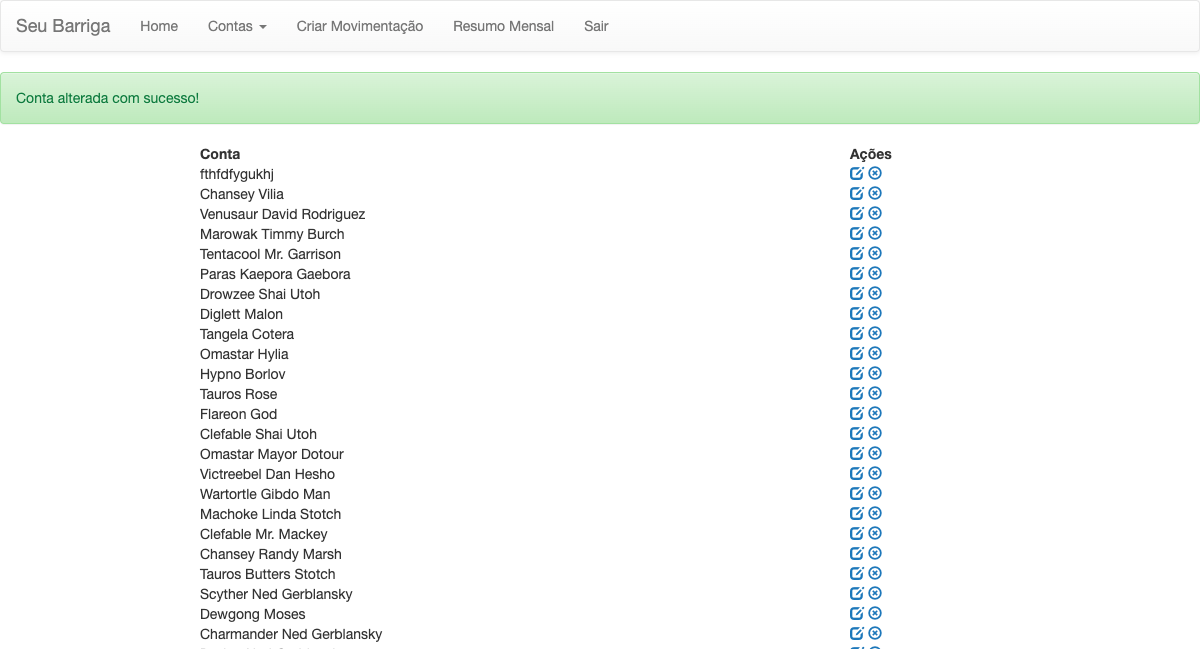 Seu Barriga Home Contas Criar Movimentação Resumo Mensal Sair
Conta alterada com sucesso!
Conta Ações
fthfdfygukhj
Chansey Vilia
Venusaur David Rodriguez
Marowak Timmy Burch
Tentacool Mr. Garrison
Paras Kaepora Gaebora
Drowzee Shai Utoh
Diglett Malon
Tangela Cotera
Omastar Hylia
Hypno Borlov
Tauros Rose
Flareon God
Clefable Shai Utoh
Omastar Mayor Dotour
Victreebel Dan Hesho
Wartortle Gibdo Man
Machoke Linda Stotch
Clefable Mr. Mackey
Chansey Randy Marsh
Tauros Butters Stotch
Scyther Ned Gerblansky
Dewgong Moses
Charmander Ned Gerblansky